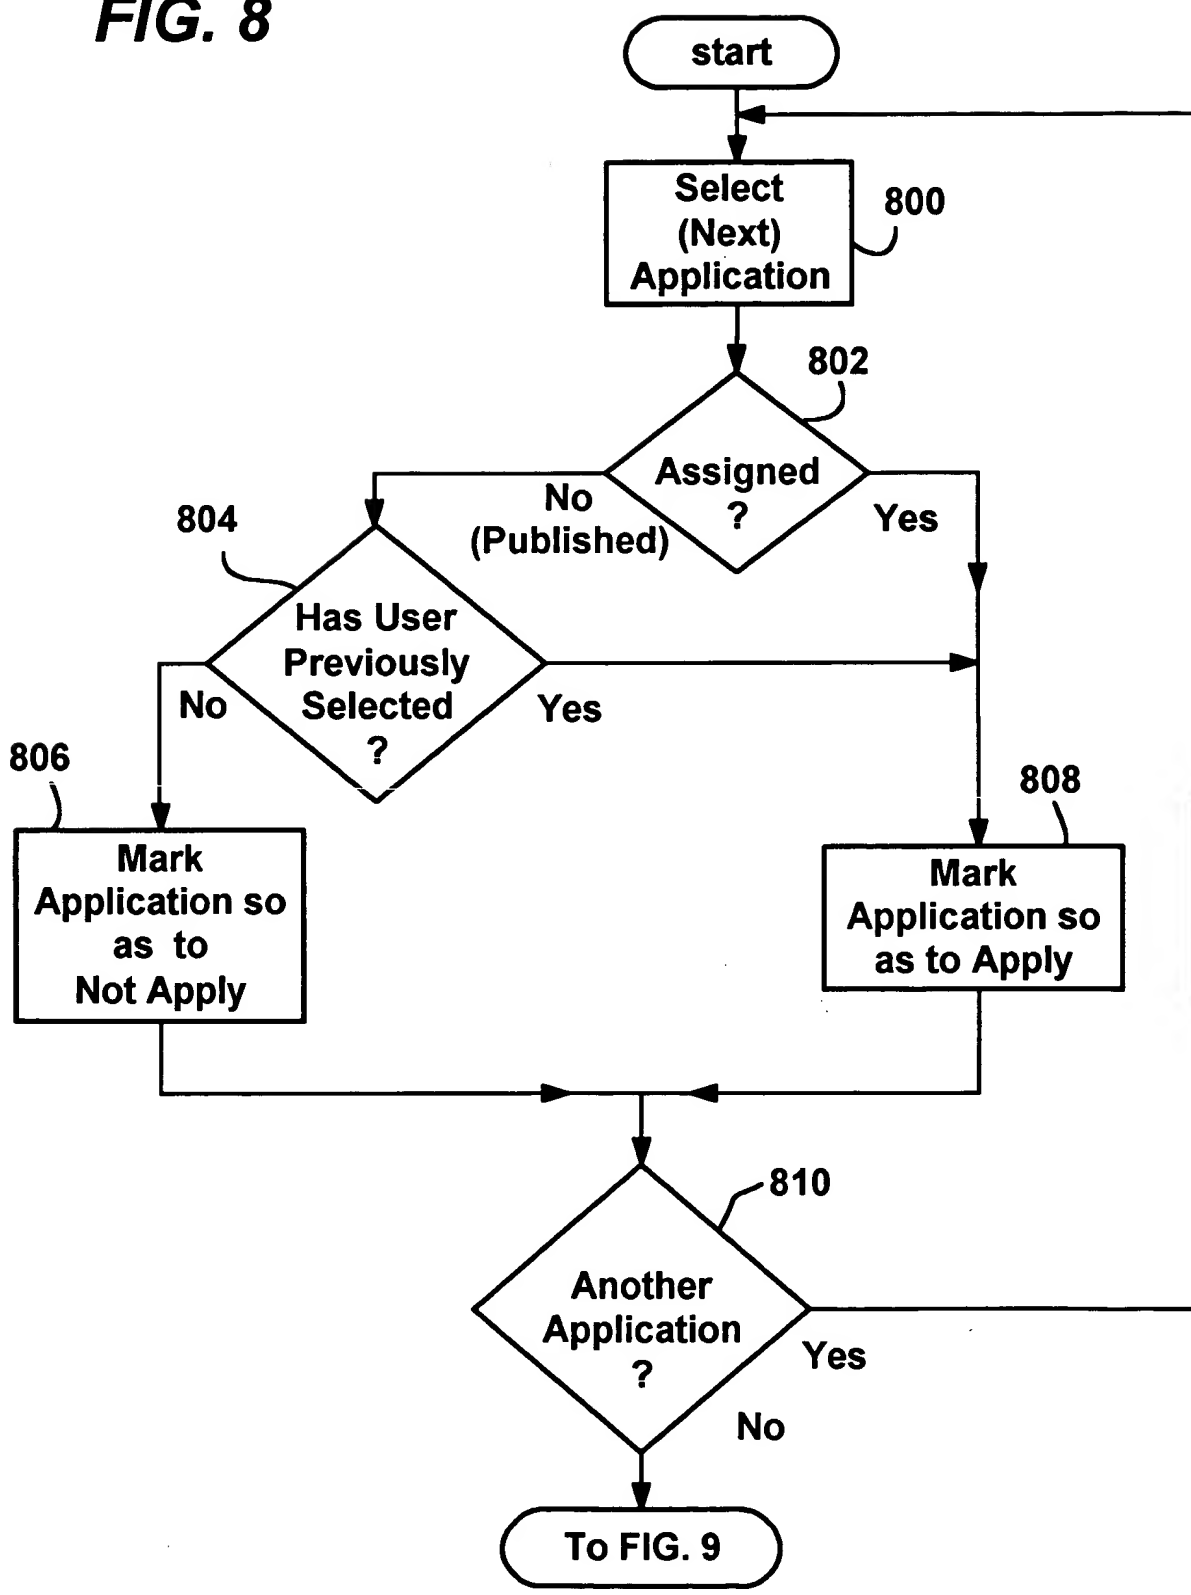 FIG. 8
start
Select
(Next)
Application
800
802
Assigned
?
No
(Published)
Yes
804
Has User
Previously
Selected
?
No
Yes
806
Mark
Application so
as to
Not Apply
808
Mark
Application so
as to Apply
810
Another
Application
?
Yes
No
To FIG. 9